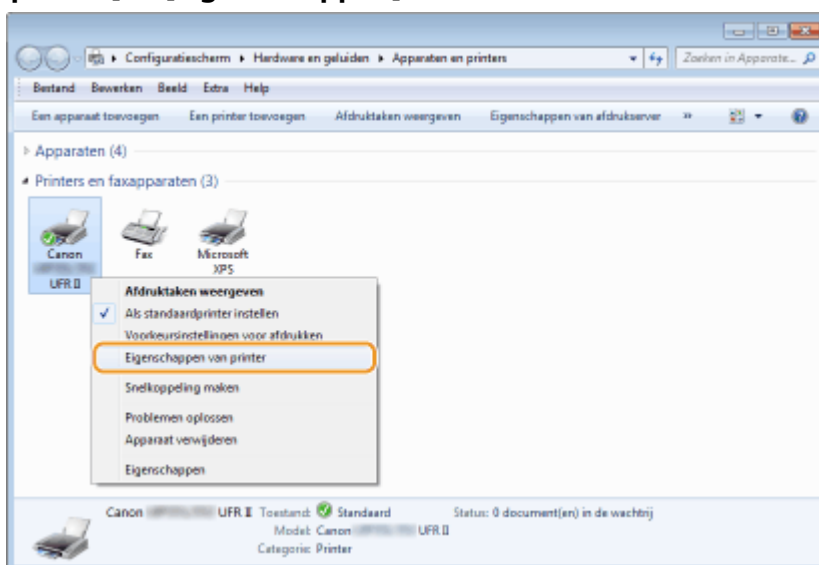 Configuratiescherm ▸ Hardware en geluiden ▸ Apparaten en printers Zoeken in Apparate...
Bestand Bewerken Beeld Extra Help
Een apparaat toevoegen Een printer toevoegen Afdruktaken weergeven Eigenschappen van afdrukserver »
Apparaten (4)
Printers en faxapparaten (3)
Canon
UFR II
Fax
Microsoft
XPS
Afdruktaken weergeven
Als standaardprinter instellen
Voorkeursinstellingen voor afdrukken
Eigenschappen van printer
Snelkoppeling maken
Problemen oplossen
Apparaat verwijderen
Eigenschappen
Canon UFR II Toestand: Standaard Status: 0 document(en) in de wachtrij
Model: Canon UFR II
Categorie: Printer